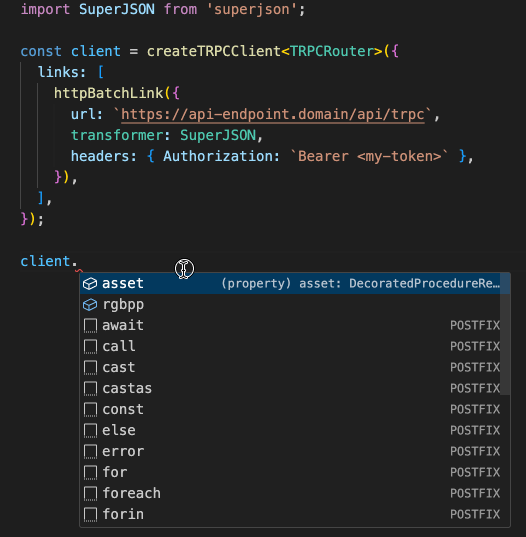 import SuperJSON from 'superjson';
const client = createTRPCClient<TRPCRouter>({
links: [
httpBatchLink({
url: `https://api-endpoint.domain/api/trpc`,
transformer: SuperJSON,
headers: { Authorization: `Bearer <my-token>` },
}),
],
});
client.
asset (property) asset: DecoratedProcedureRe…
rgbpp
await POSTFIX
call POSTFIX
cast POSTFIX
castas POSTFIX
const POSTFIX
else POSTFIX
error POSTFIX
for POSTFIX
foreach POSTFIX
forin POSTFIX